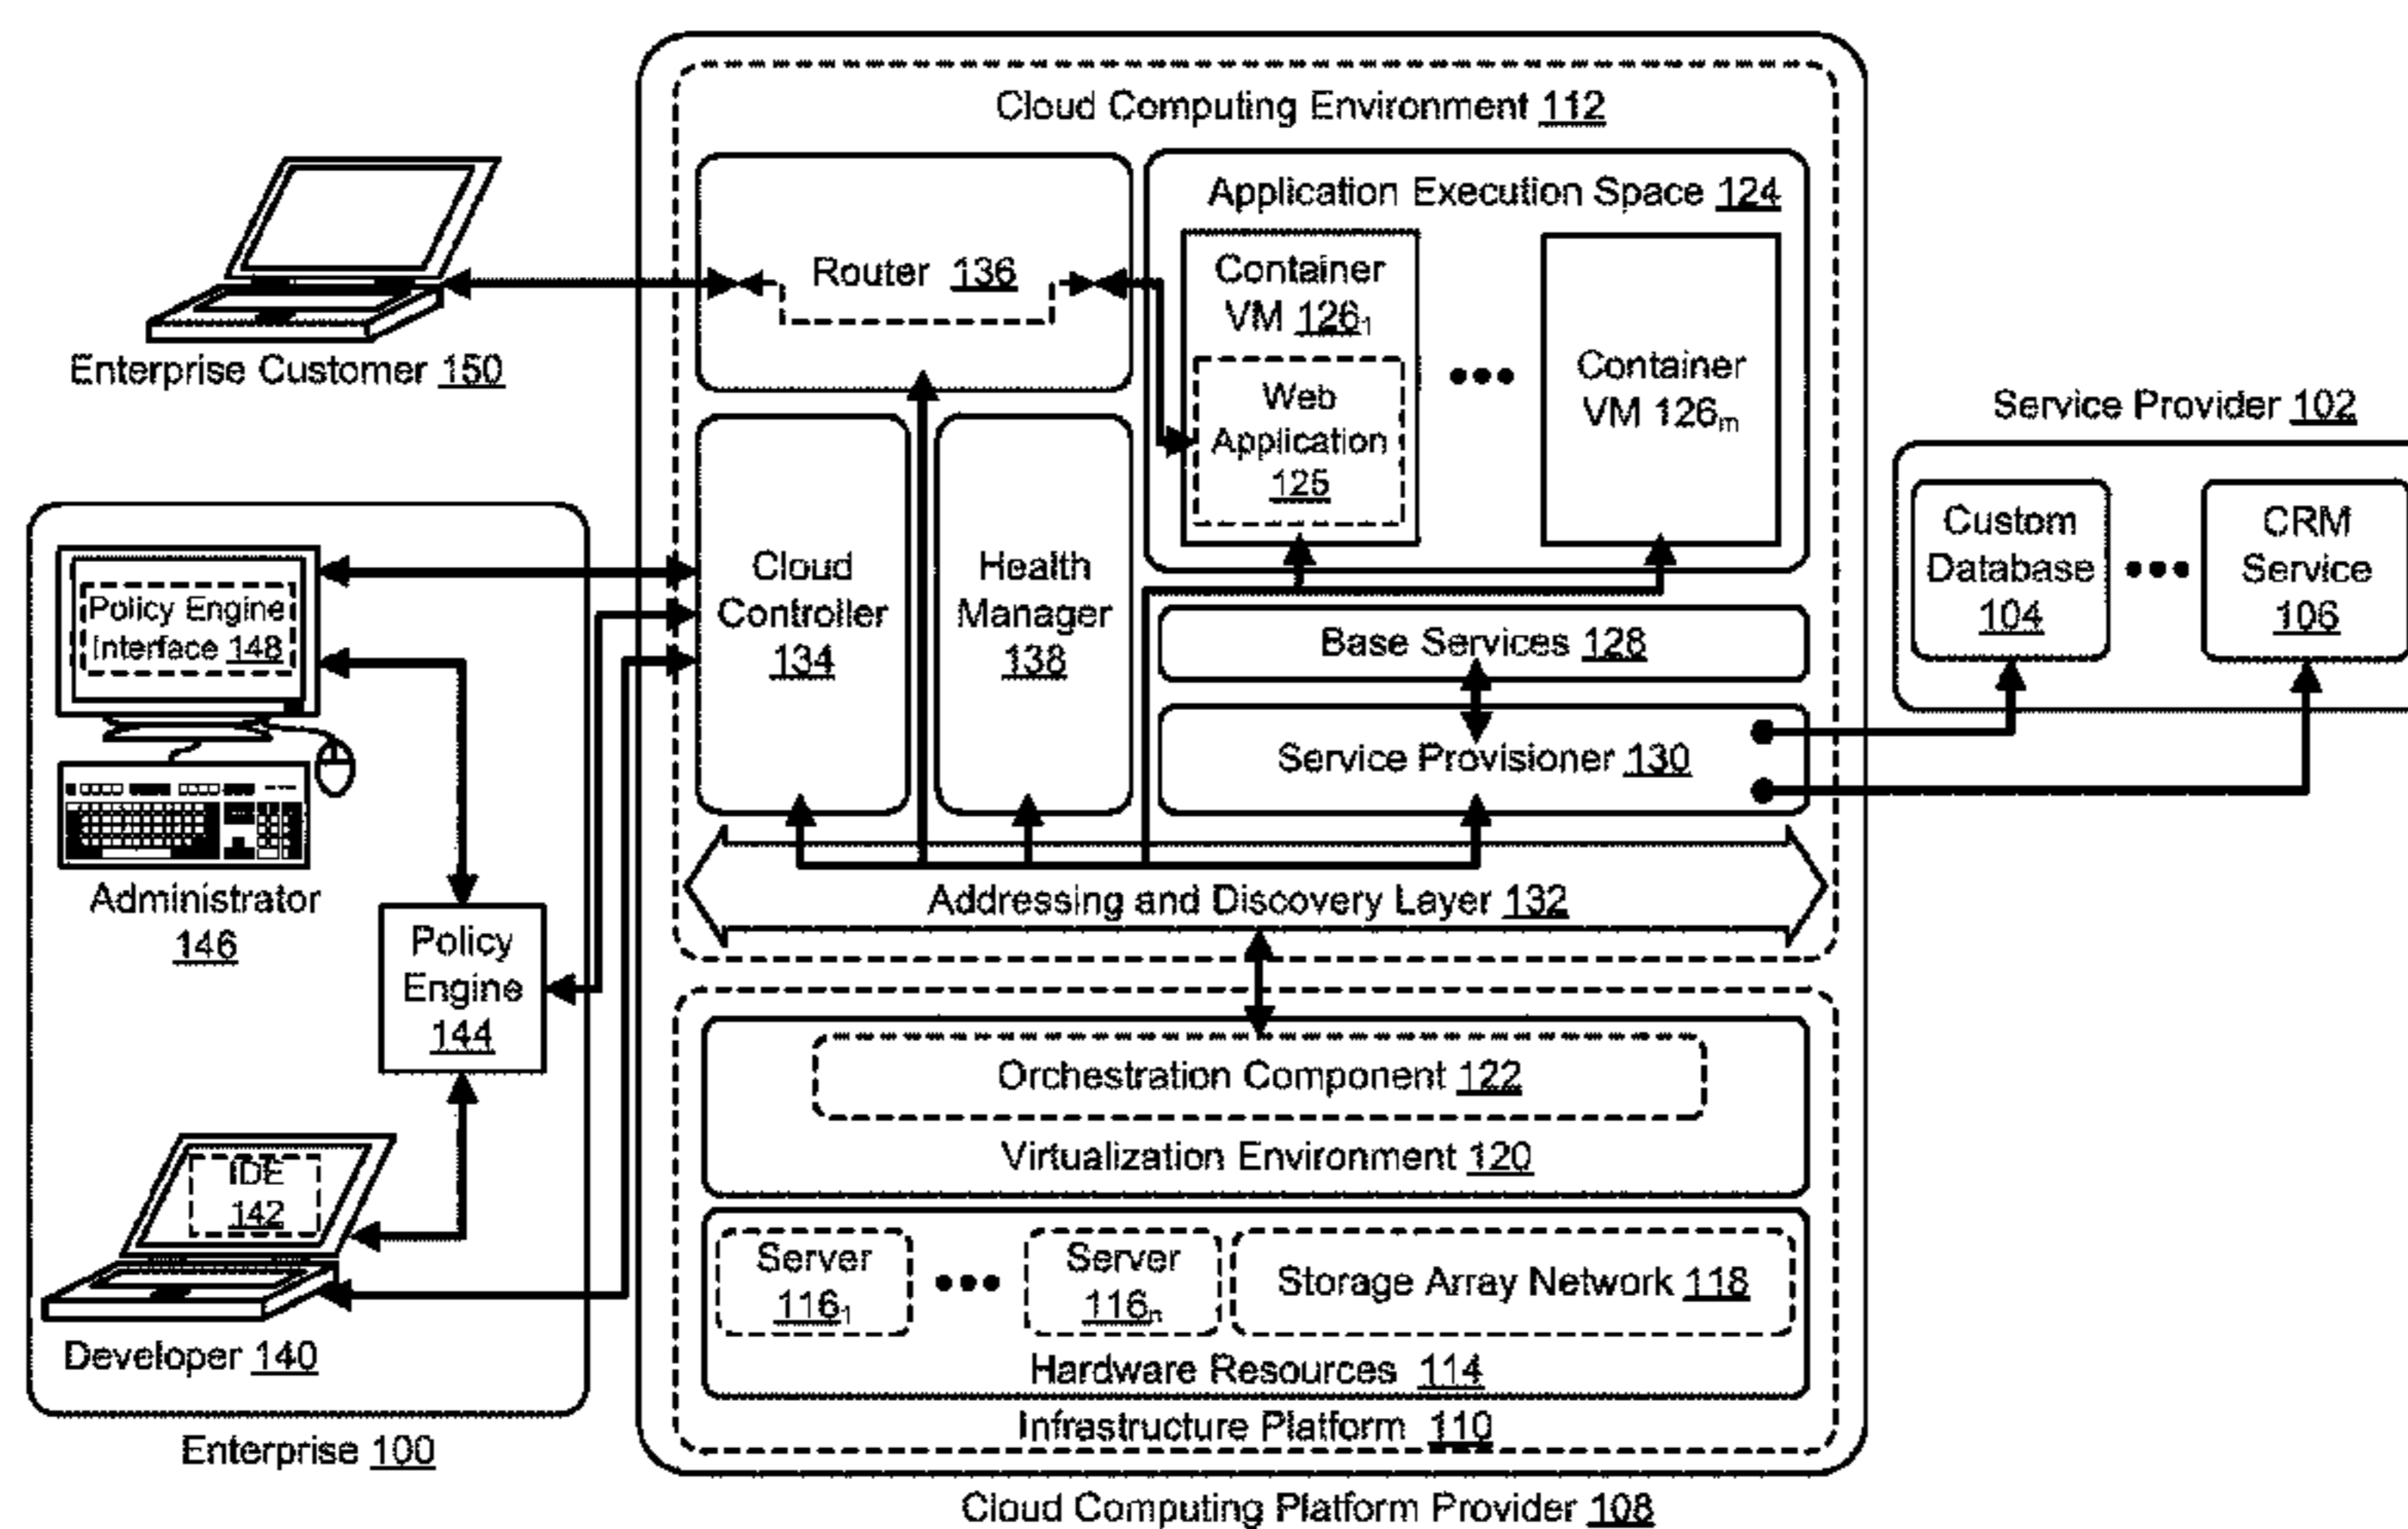 Cloud Computing Environment 112
Application Execution Space 124
Router 136
Container
VM 126₁
Web
Application
125
Container
VM 126ₘ
Enterprise Customer 150
Service Provider 102
Custom
Database
104
CRM
Service
106
Policy Engine
Interface 148
Cloud
Controller
134
Health
Manager
138
Base Services 128
Service Provisioner 130
Administrator
146
Addressing and Discovery Layer 132
Policy
Engine
144
Orchestration Component 122
Virtualization Environment 120
IDE
142
Server
116₁
Server
116ₙ
Storage Array Network 118
Developer 140
Hardware Resources 114
Infrastructure Platform 110
Enterprise 100
Cloud Computing Platform Provider 108